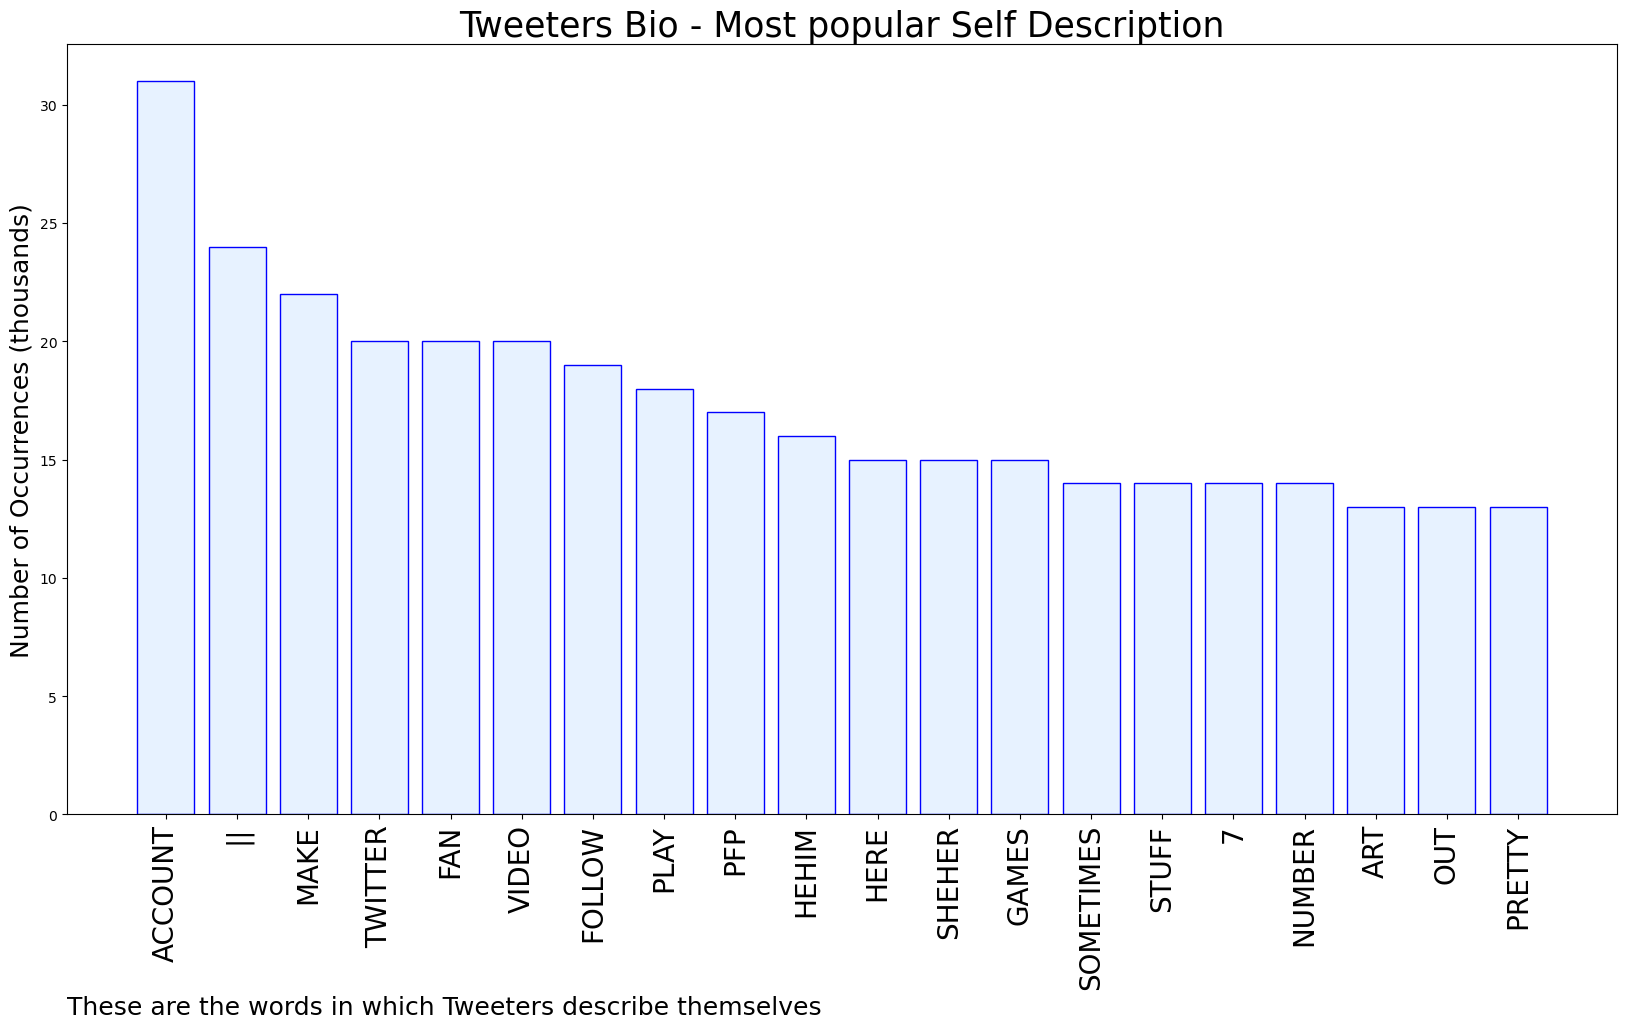 Tweeters Bio - Most popular Self Description
Number of Occurrences (thousands)
30
25
20
15
10
5
0
ACCOUNT
||
MAKE
TWITTER
FAN
VIDEO
FOLLOW
PLAY
PFP
HEHIM
HERE
SHEHER
GAMES
SOMETIMES
STUFF
7
NUMBER
ART
OUT
PRETTY
These are the words in which Tweeters describe themselves